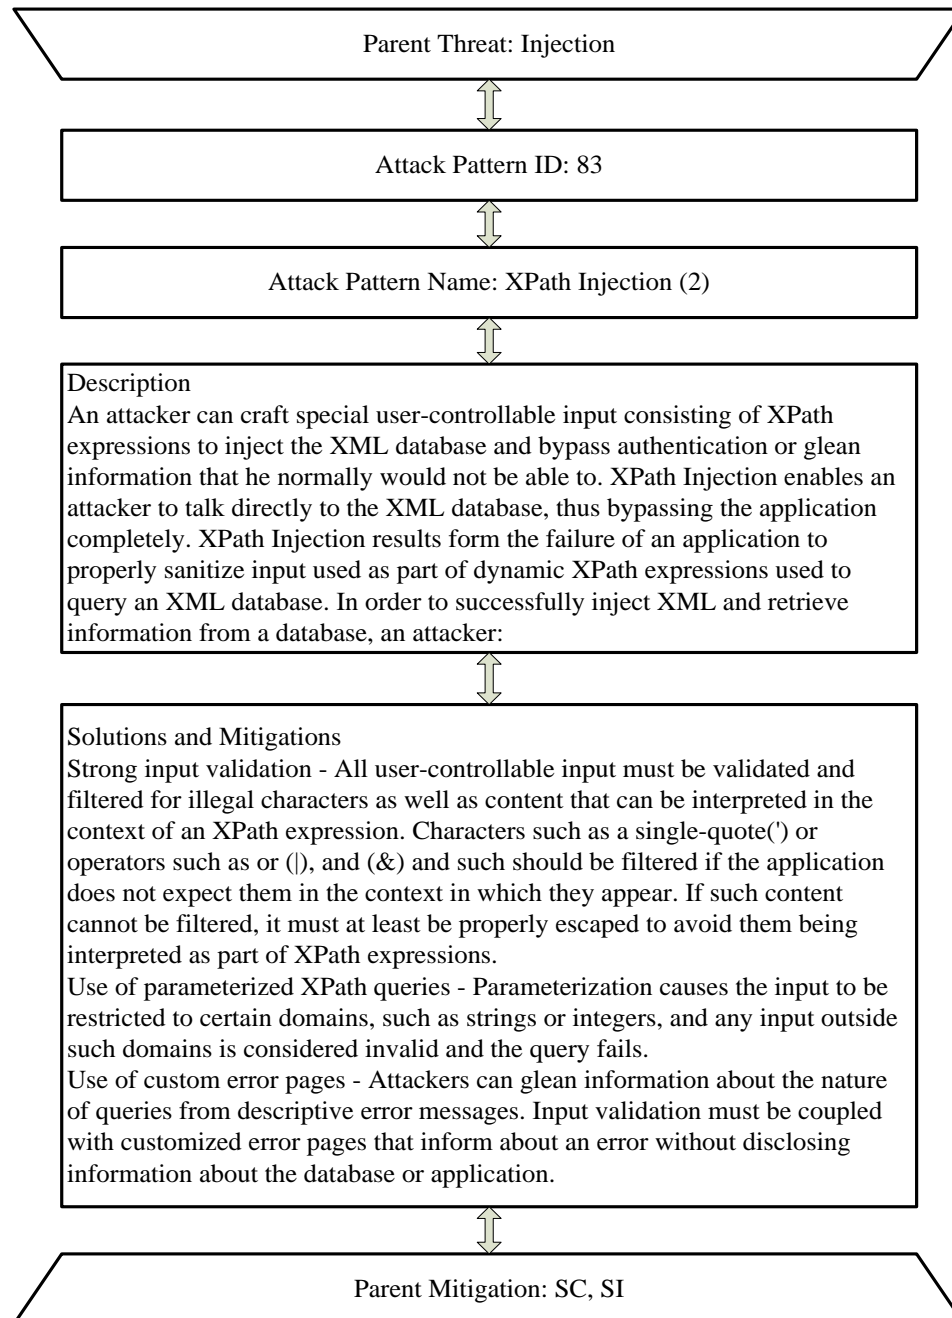 Parent Threat: Injection
Attack Pattern ID: 83
Attack Pattern Name: XPath Injection (2)
Description
An attacker can craft special user-controllable input consisting of XPath
expressions to inject the XML database and bypass authentication or glean
information that he normally would not be able to. XPath Injection enables an
attacker to talk directly to the XML database, thus bypassing the application
completely. XPath Injection results form the failure of an application to
properly sanitize input used as part of dynamic XPath expressions used to
query an XML database. In order to successfully inject XML and retrieve
information from a database, an attacker:
Solutions and Mitigations
Strong input validation - All user-controllable input must be validated and
filtered for illegal characters as well as content that can be interpreted in the
context of an XPath expression. Characters such as a single-quote(') or
operators such as or (|), and (&) and such should be filtered if the application
does not expect them in the context in which they appear. If such content
cannot be filtered, it must at least be properly escaped to avoid them being
interpreted as part of XPath expressions.
Use of parameterized XPath queries - Parameterization causes the input to be
restricted to certain domains, such as strings or integers, and any input outside
such domains is considered invalid and the query fails.
Use of custom error pages - Attackers can glean information about the nature
of queries from descriptive error messages. Input validation must be coupled
with customized error pages that inform about an error without disclosing
information about the database or application.
Parent Mitigation: SC, SI